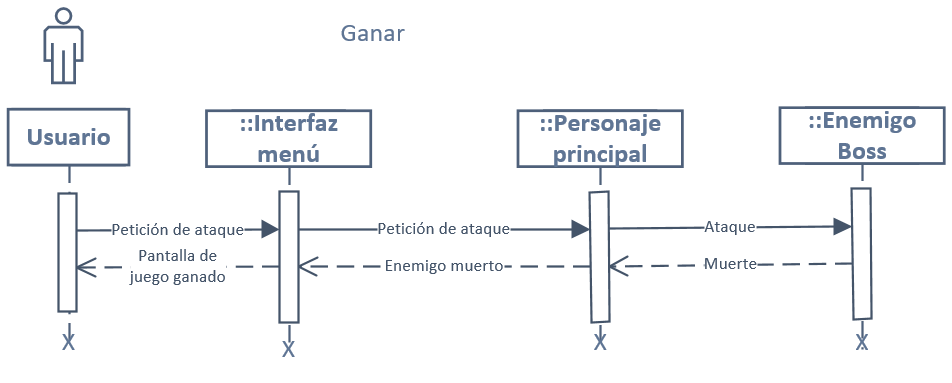 Ganar
Usuario
::Interfaz
menú
::Personaje
principal
::Enemigo
Boss
Petición de ataque
Petición de ataque
Ataque
Pantalla de
juego ganado
Enemigo muerto
Muerte
X
X
X
X